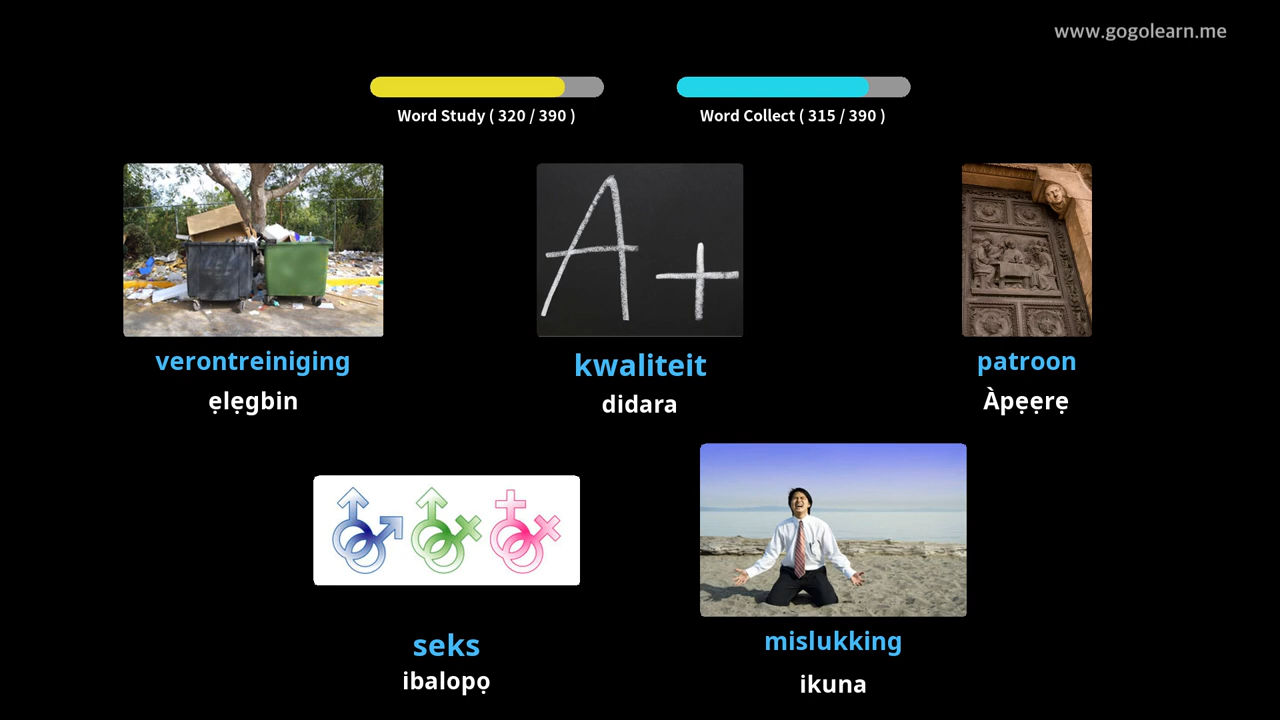 www.gogolearn.me
Word Study ( 320 / 390 )
Word Collect ( 315 / 390 )
A+
verontreiniging
kwaliteit
patroon
ẹlẹgbin
didara
Àpẹẹrẹ
seks
mislukking
ibalopọ
ikuna